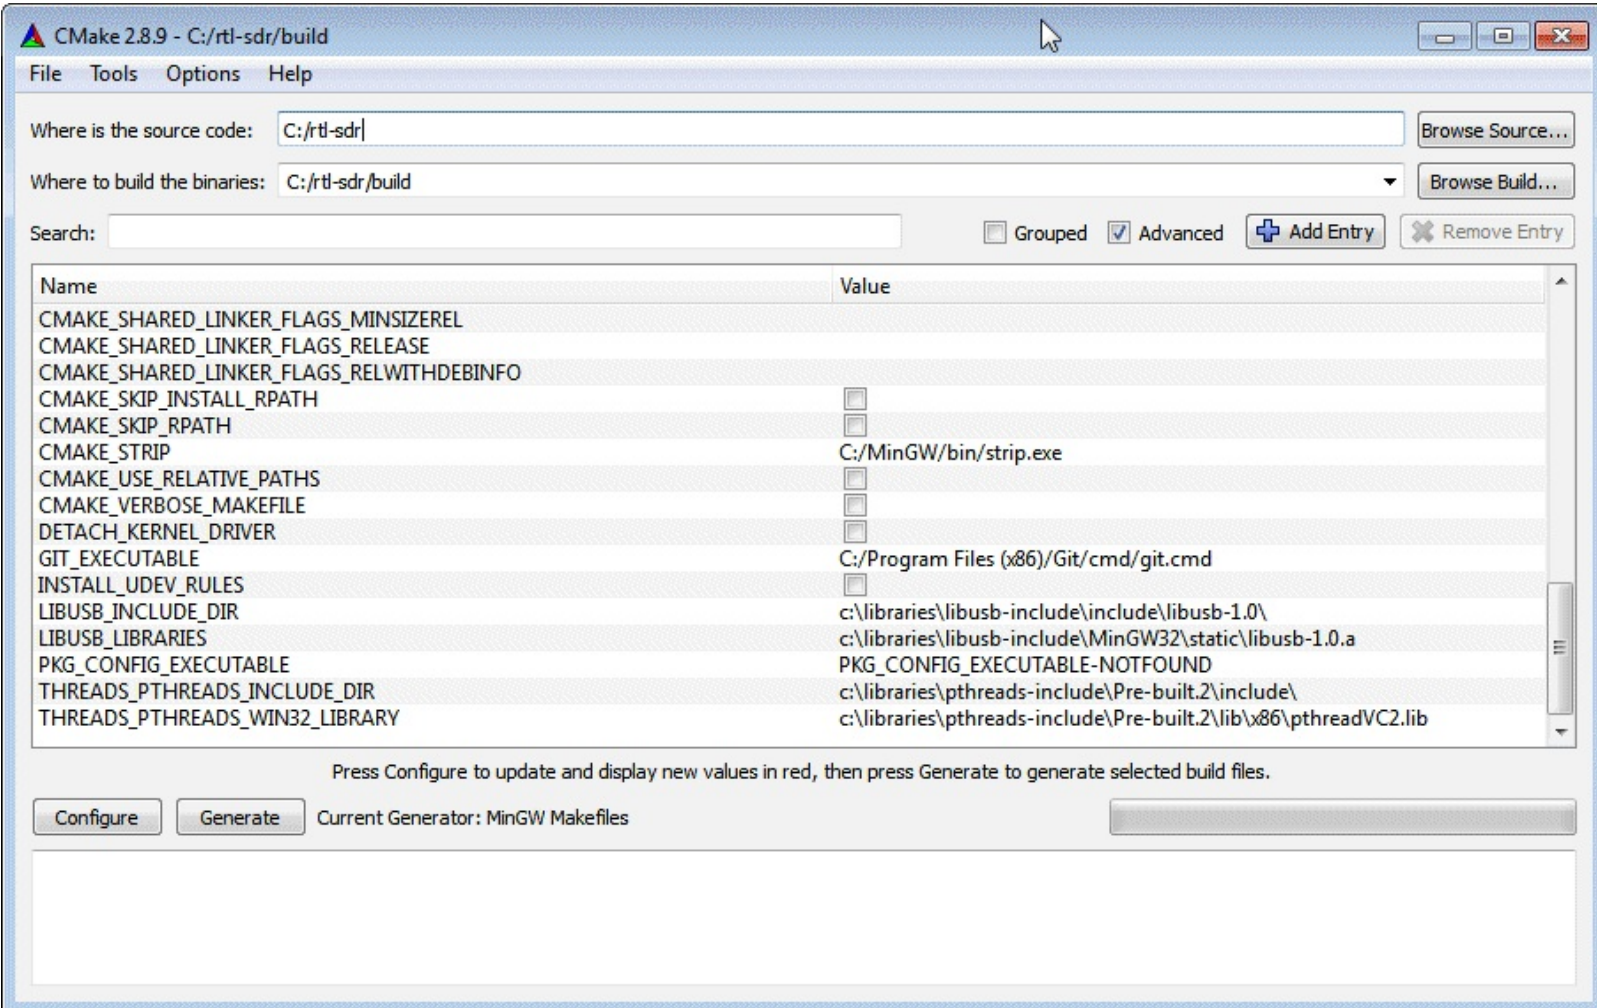 CMake 2.8.9 - C:/rtl-sdr/build
File Tools Options Help
Where is the source code: C:/rtl-sdr Browse Source...
Where to build the binaries: C:/rtl-sdr/build Browse Build...
Search: Grouped Advanced Add Entry Remove Entry
Name Value
CMAKE_SHARED_LINKER_FLAGS_MINSIZEREL
CMAKE_SHARED_LINKER_FLAGS_RELEASE
CMAKE_SHARED_LINKER_FLAGS_RELWITHDEBINFO
CMAKE_SKIP_INSTALL_RPATH
CMAKE_SKIP_RPATH
CMAKE_STRIP C:/MinGW/bin/strip.exe
CMAKE_USE_RELATIVE_PATHS
CMAKE_VERBOSE_MAKEFILE
DETACH_KERNEL_DRIVER
GIT_EXECUTABLE C:/Program Files (x86)/Git/cmd/git.cmd
INSTALL_UDEV_RULES
LIBUSB_INCLUDE_DIR c:\libraries\libusb-include\include\libusb-1.0\
LIBUSB_LIBRARIES c:\libraries\libusb-include\MinGW32\static\libusb-1.0.a
PKG_CONFIG_EXECUTABLE PKG_CONFIG_EXECUTABLE-NOTFOUND
THREADS_PTHREADS_INCLUDE_DIR c:\libraries\pthreads-include\Pre-built.2\include\
THREADS_PTHREADS_WIN32_LIBRARY c:\libraries\pthreads-include\Pre-built.2\lib\x86\pthreadVC2.lib
Press Configure to update and display new values in red, then press Generate to generate selected build files.
Configure Generate Current Generator: MinGW Makefiles